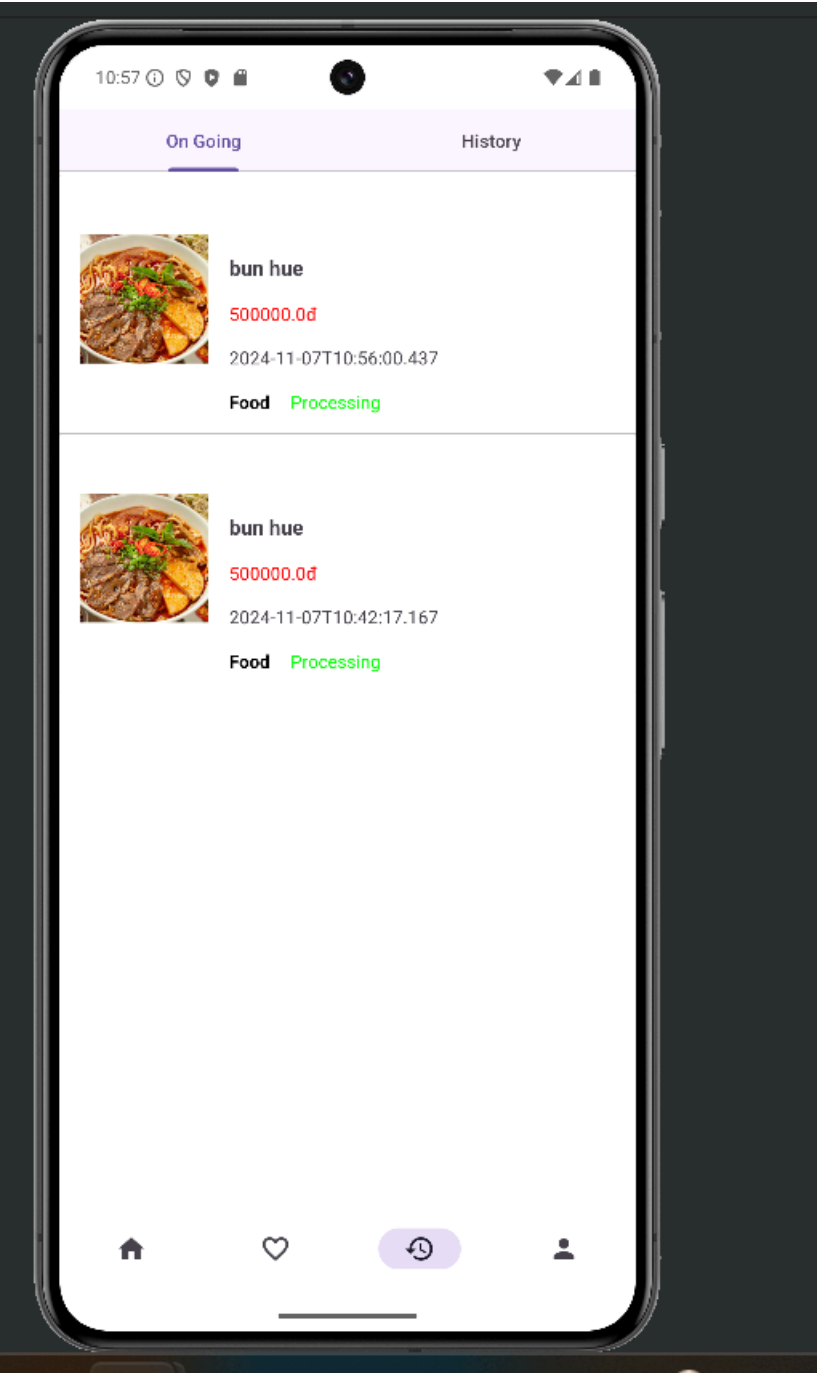 10:57
On Going
History
bun hue
500000.0đ
2024-11-07T10:56:00.437
Food Processing
bun hue
500000.0đ
2024-11-07T10:42:17.167
Food Processing